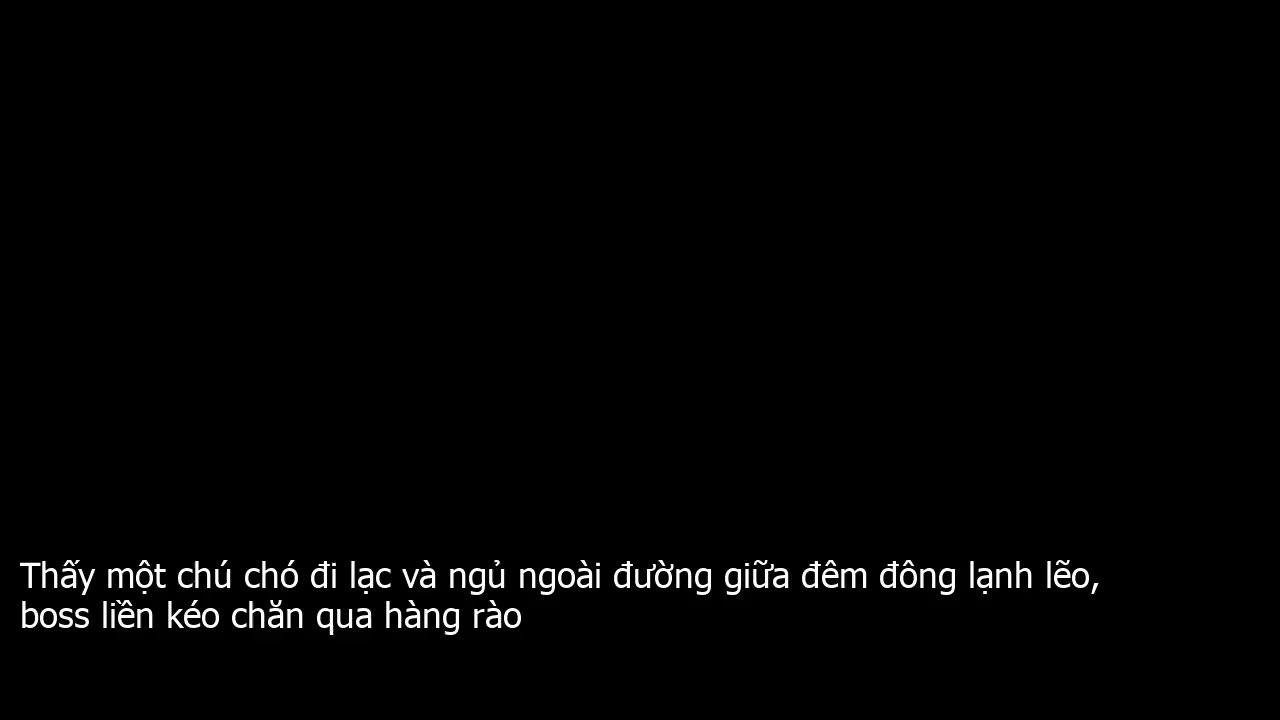 Thấy một chú chó đi lạc và ngủ ngoài đường giữa đêm đông lạnh lẽo,
boss liền kéo chăn qua hàng rào